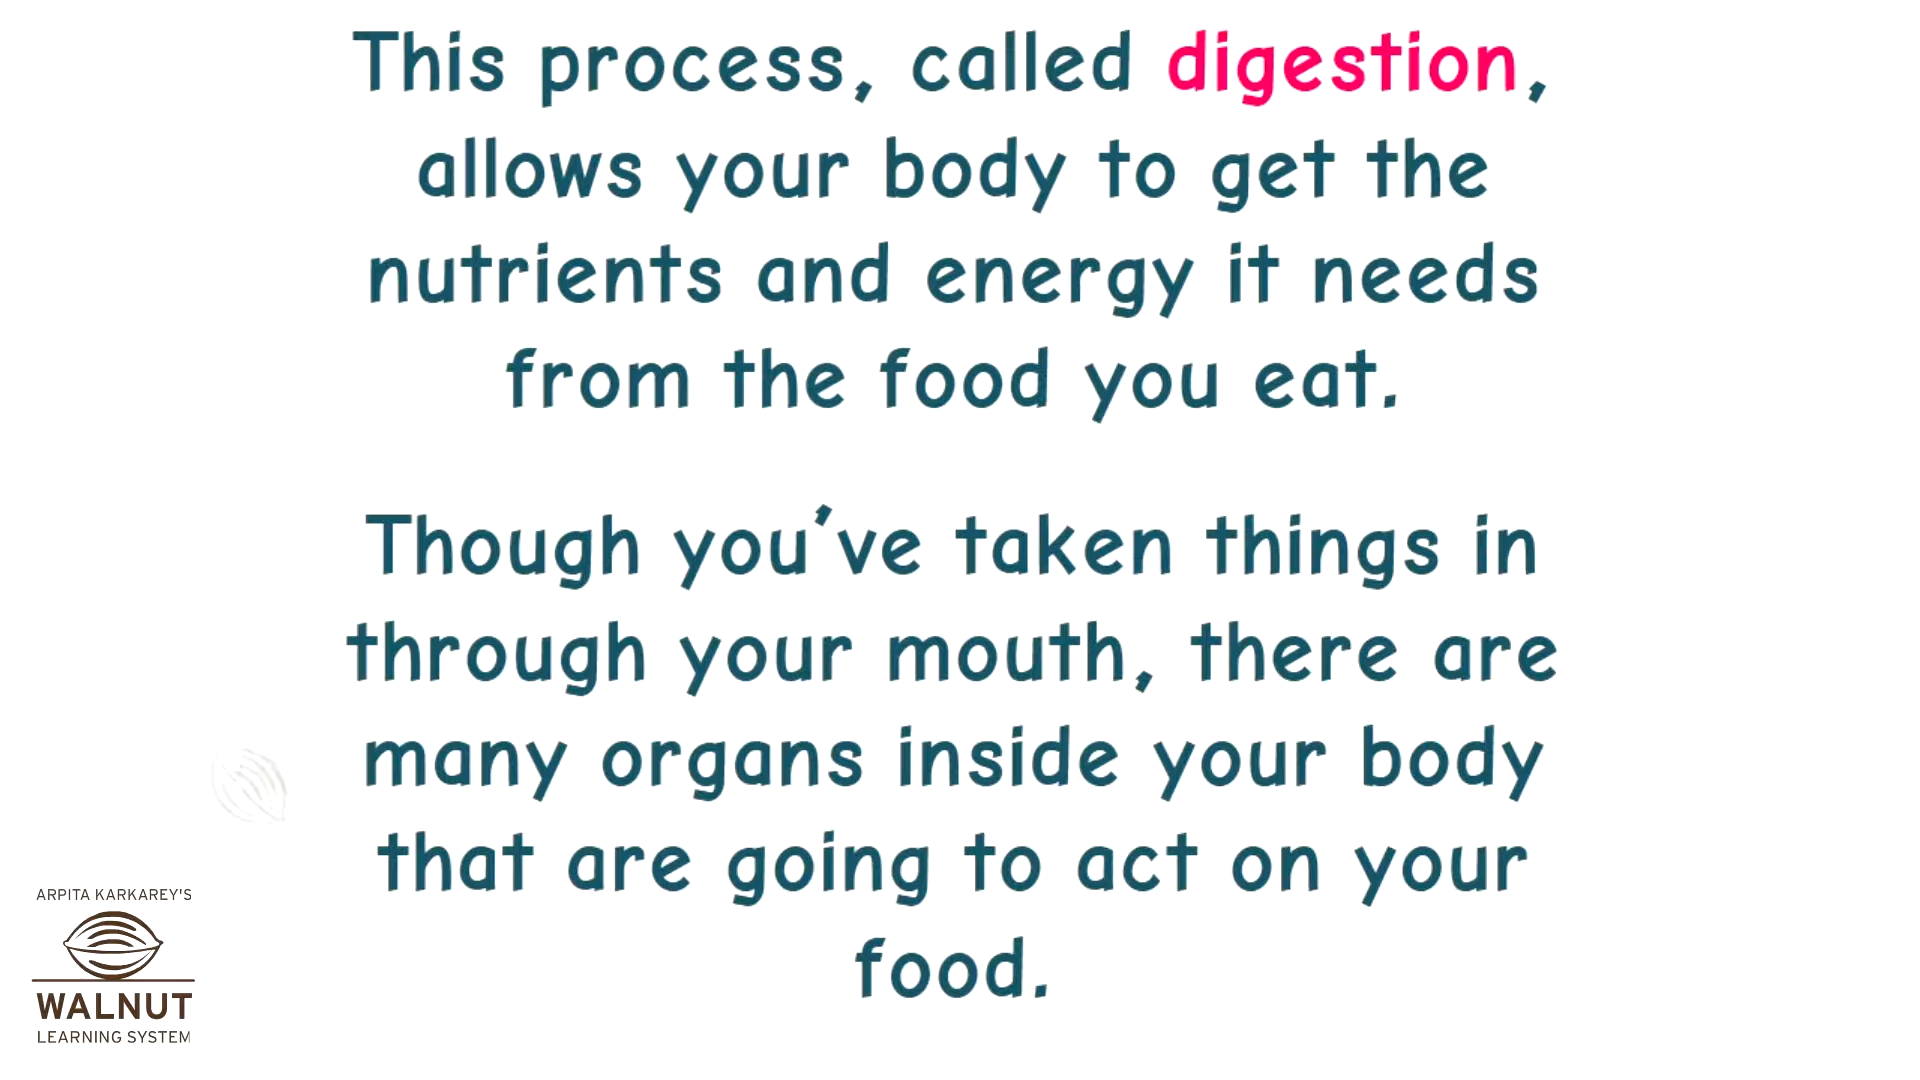 This process, called digestion,
allows your body to get the
nutrients and energy it needs
from the food you eat.
Though you've taken things in
through your mouth, there are
many organs inside your body
that are going to act on your
food.
ARPITA KARKAREY'S
WALNUT
LEARNING SYSTEM